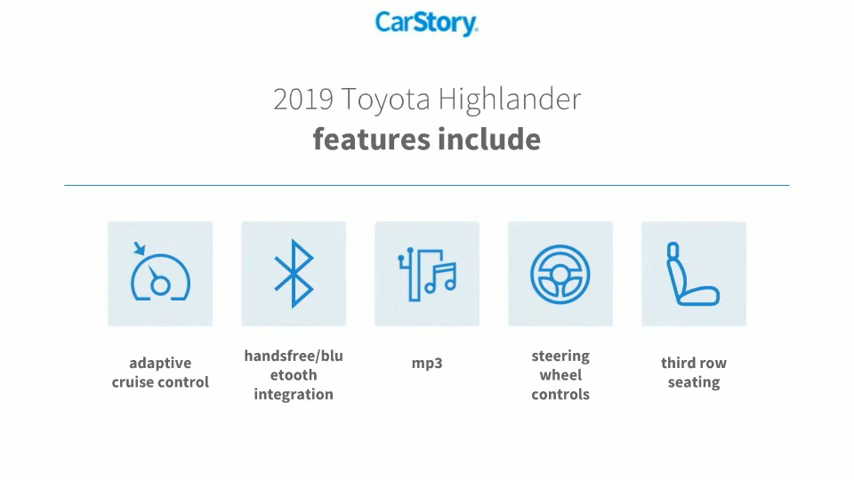 CarStory.
2019 Toyota Highlander
features include
adaptive
cruise control
handsfree/blu
etooth
integration
mp3
steering
wheel
controls
third row
seating